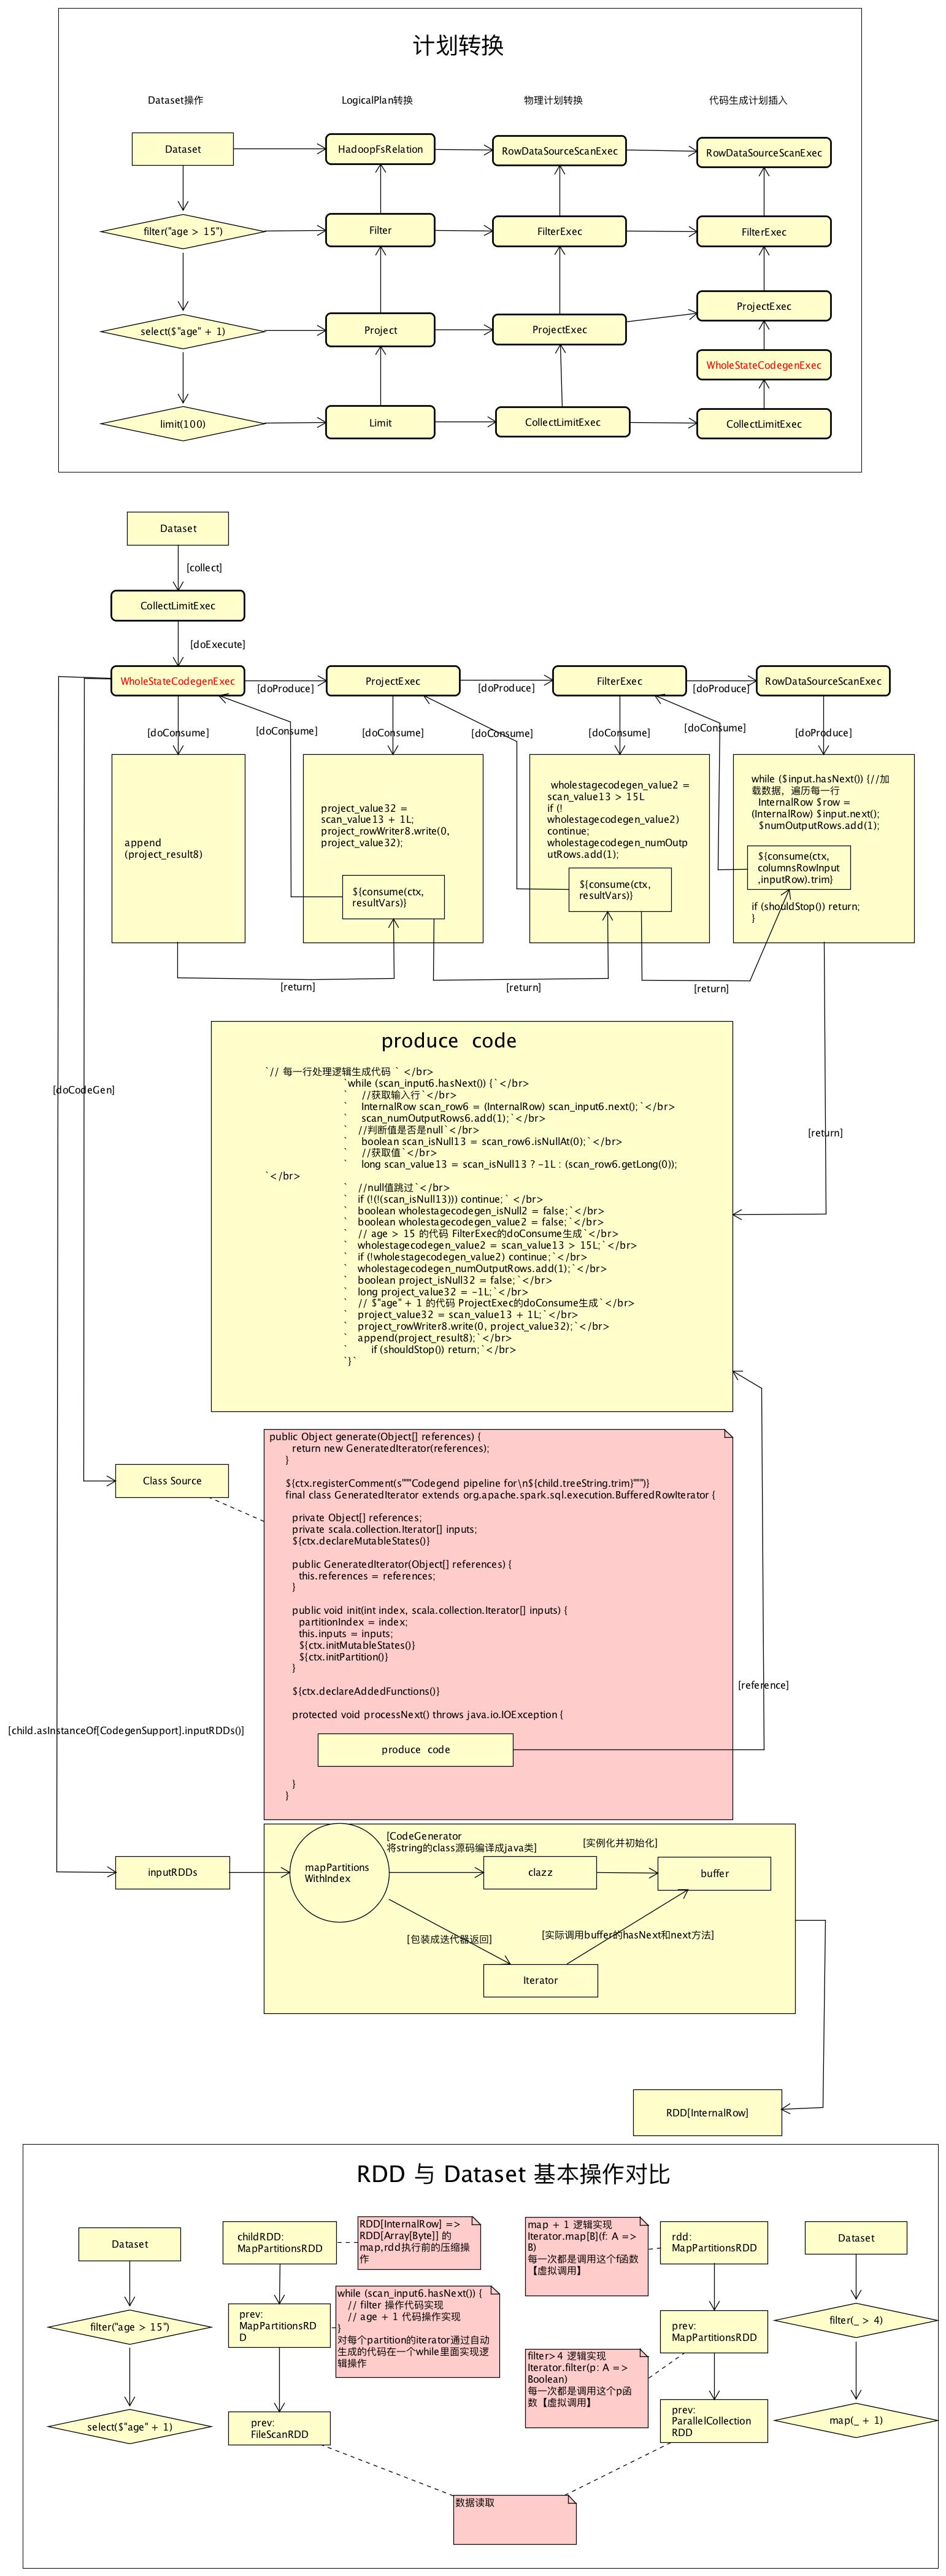 计划转换
Dataset操作
LogicalPlan转换
物理计划转换
代码生成计划插入
Dataset
HadoopFsRelation
RowDataSourceScanExec
RowDataSourceScanExec
filter("age > 15")
Filter
FilterExec
FilterExec
select($"age" + 1)
Project
ProjectExec
ProjectExec
WholeStateCodegenExec
limit(100)
Limit
CollectLimitExec
CollectLimitExec
Dataset
[collect]
CollectLimitExec
[doExecute]
WholeStateCodegenExec
[doProduce]
ProjectExec
[doProduce]
FilterExec
[doProduce]
RowDataSourceScanExec
[doConsume]
[doConsume]
[doConsume]
[doConsume]
[doConsume]
[doConsume]
[doProduce]
append
(project_result8)
project_value32 =
scan_value13 + 1L;
project_rowWriter8.write(0,
project_value32);
${consume(ctx,
resultVars)}
wholestagecodegen_value2 =
scan_value13 > 15L
if (!
wholestagecodegen_value2)
continue;
wholestagecodegen_numOutp
utRows.add(1);
${consume(ctx,
resultVars)}
while ($input.hasNext()) {//加
载数据，遍历每一行
InternalRow $row =
(InternalRow) $input.next();
$numOutputRows.add(1);
${consume(ctx,
columnsRowInput
,inputRow).trim}
if (shouldStop()) return;
}
[return]
[return]
[return]
produce  code
`// 每一行处理逻辑生成代码 ` </br>
`while (scan_input6.hasNext()) {`</br>
`    //获取输入行`</br>
`    InternalRow scan_row6 = (InternalRow) scan_input6.next();`</br>
`    scan_numOutputRows6.add(1);`</br>
`   //判断值是否是null`</br>
`    boolean scan_isNull13 = scan_row6.isNullAt(0);`</br>
`    //获取值`</br>
`    long scan_value13 = scan_isNull13 ? -1L : (scan_row6.getLong(0));
`</br>
`   //null值跳过`</br>
`   if (!(!(scan_isNull13))) continue;` </br>
`   boolean wholestagecodegen_isNull2 = false;`</br>
`   boolean wholestagecodegen_value2 = false;`</br>
`   // age > 15 的代码 FilterExec的doConsume生成`</br>
`   wholestagecodegen_value2 = scan_value13 > 15L;`</br>
`   if (!wholestagecodegen_value2) continue;`</br>
`   wholestagecodegen_numOutputRows.add(1);`</br>
`   boolean project_isNull32 = false;`</br>
`   long project_value32 = -1L;`</br>
`   // $"age" + 1 的代码 ProjectExec的doConsume生成`</br>
`   project_value32 = scan_value13 + 1L;`</br>
`   project_rowWriter8.write(0, project_value32);`</br>
`   append(project_result8);`</br>
`       if (shouldStop()) return;`</br>
`}`
[doCodeGen]
[return]
Class Source
public Object generate(Object[] references) {
return new GeneratedIterator(references);
}
${ctx.registerComment(s"""Codegend pipeline for\n${child.treeString.trim}""")}
final class GeneratedIterator extends org.apache.spark.sql.execution.BufferedRowIterator {
private Object[] references;
private scala.collection.Iterator[] inputs;
${ctx.declareMutableStates()}
public GeneratedIterator(Object[] references) {
this.references = references;
}
public void init(int index, scala.collection.Iterator[] inputs) {
partitionIndex = index;
this.inputs = inputs;
${ctx.initMutableStates()}
${ctx.initPartition()}
}
${ctx.declareAddedFunctions()}
protected void processNext() throws java.io.IOException {
produce  code
}
}
[reference]
[child.asInstanceOf[CodegenSupport].inputRDDs()]
inputRDDs
mapPartitions
WithIndex
[CodeGenerator
将string的class源码编译成java类]
clazz
[实例化并初始化]
buffer
[包装成迭代器返回]
[实际调用buffer的hasNext和next方法]
Iterator
RDD[InternalRow]
RDD 与 Dataset 基本操作对比
Dataset
filter("age > 15")
select($"age" + 1)
childRDD:
MapPartitionsRDD
prev:
MapPartitionsRD
D
prev:
FileScanRDD
RDD[InternalRow] =>
RDD[Array[Byte]] 的
map,rdd执行前的压缩操
作
while (scan_input6.hasNext()) {
// filter 操作代码实现
// age + 1 代码操作实现
}
对每个partition的iterator通过自动
生成的代码在一个while里面实现逻
辑操作
map + 1 逻辑实现
Iterator.map[B](f: A =>
B)
每一次都是调用这个f函数
【虚拟调用】
filter>4 逻辑实现
Iterator.filter(p: A =>
Boolean)
每一次都是调用这个p函
数【虚拟调用】
rdd:
MapPartitionsRDD
prev:
MapPartitionsRDD
prev:
ParallelCollection
RDD
Dataset
filter(_ > 4)
map(_ + 1)
数据读取